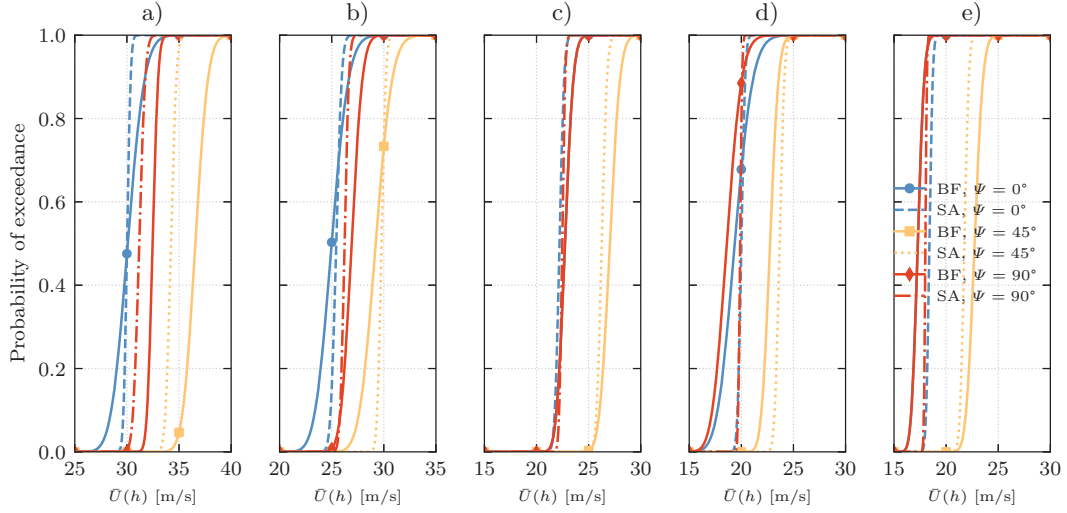 a) b) c) d) e)
Probability of exceedance
1.0
0.8
0.6
0.4
0.2
0.0
25 30 35 40
20 25 30 35
15 20 25 30
15 20 25 30
15 20 25 30
Ū(h) [m/s]
Ū(h) [m/s]
Ū(h) [m/s]
Ū(h) [m/s]
Ū(h) [m/s]
BF, Ψ = 0°
SA, Ψ = 0°
BF, Ψ = 45°
SA, Ψ = 45°
BF, Ψ = 90°
SA, Ψ = 90°